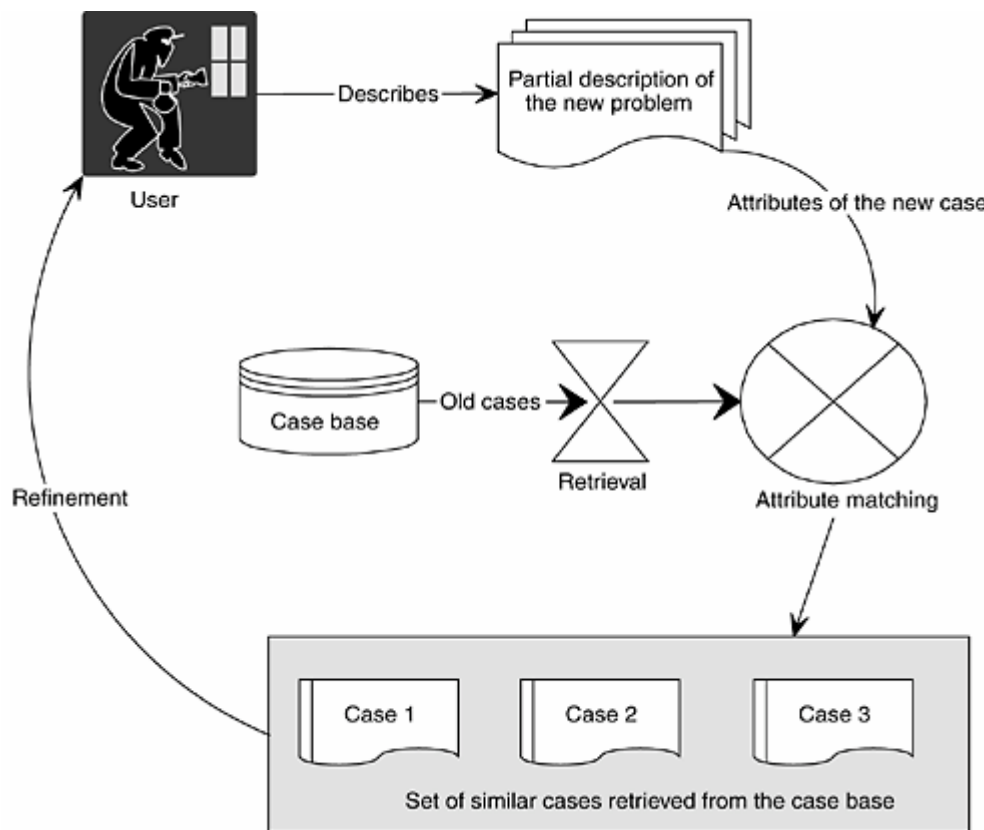 Partial description of
the new problem
Describes
User
Attributes of the new case
Case base
Old cases
Retrieval
Attribute matching
Refinement
Case 1
Case 2
Case 3
Set of similar cases retrieved from the case base